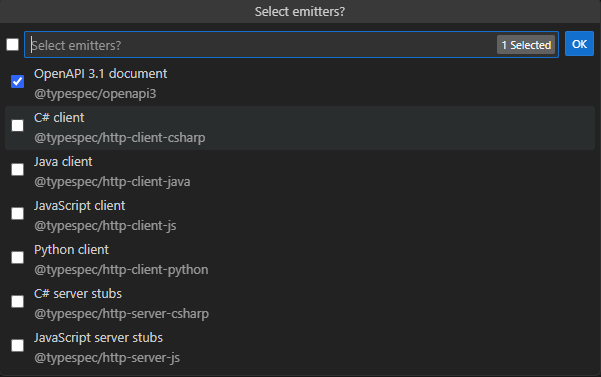 Select emitters?
Select emitters? 1 Selected OK
OpenAPI 3.1 document
@typespec/openapi3
C# client
@typespec/http-client-csharp
Java client
@typespec/http-client-java
JavaScript client
@typespec/http-client-js
Python client
@typespec/http-client-python
C# server stubs
@typespec/http-server-csharp
JavaScript server stubs
@typespec/http-server-js